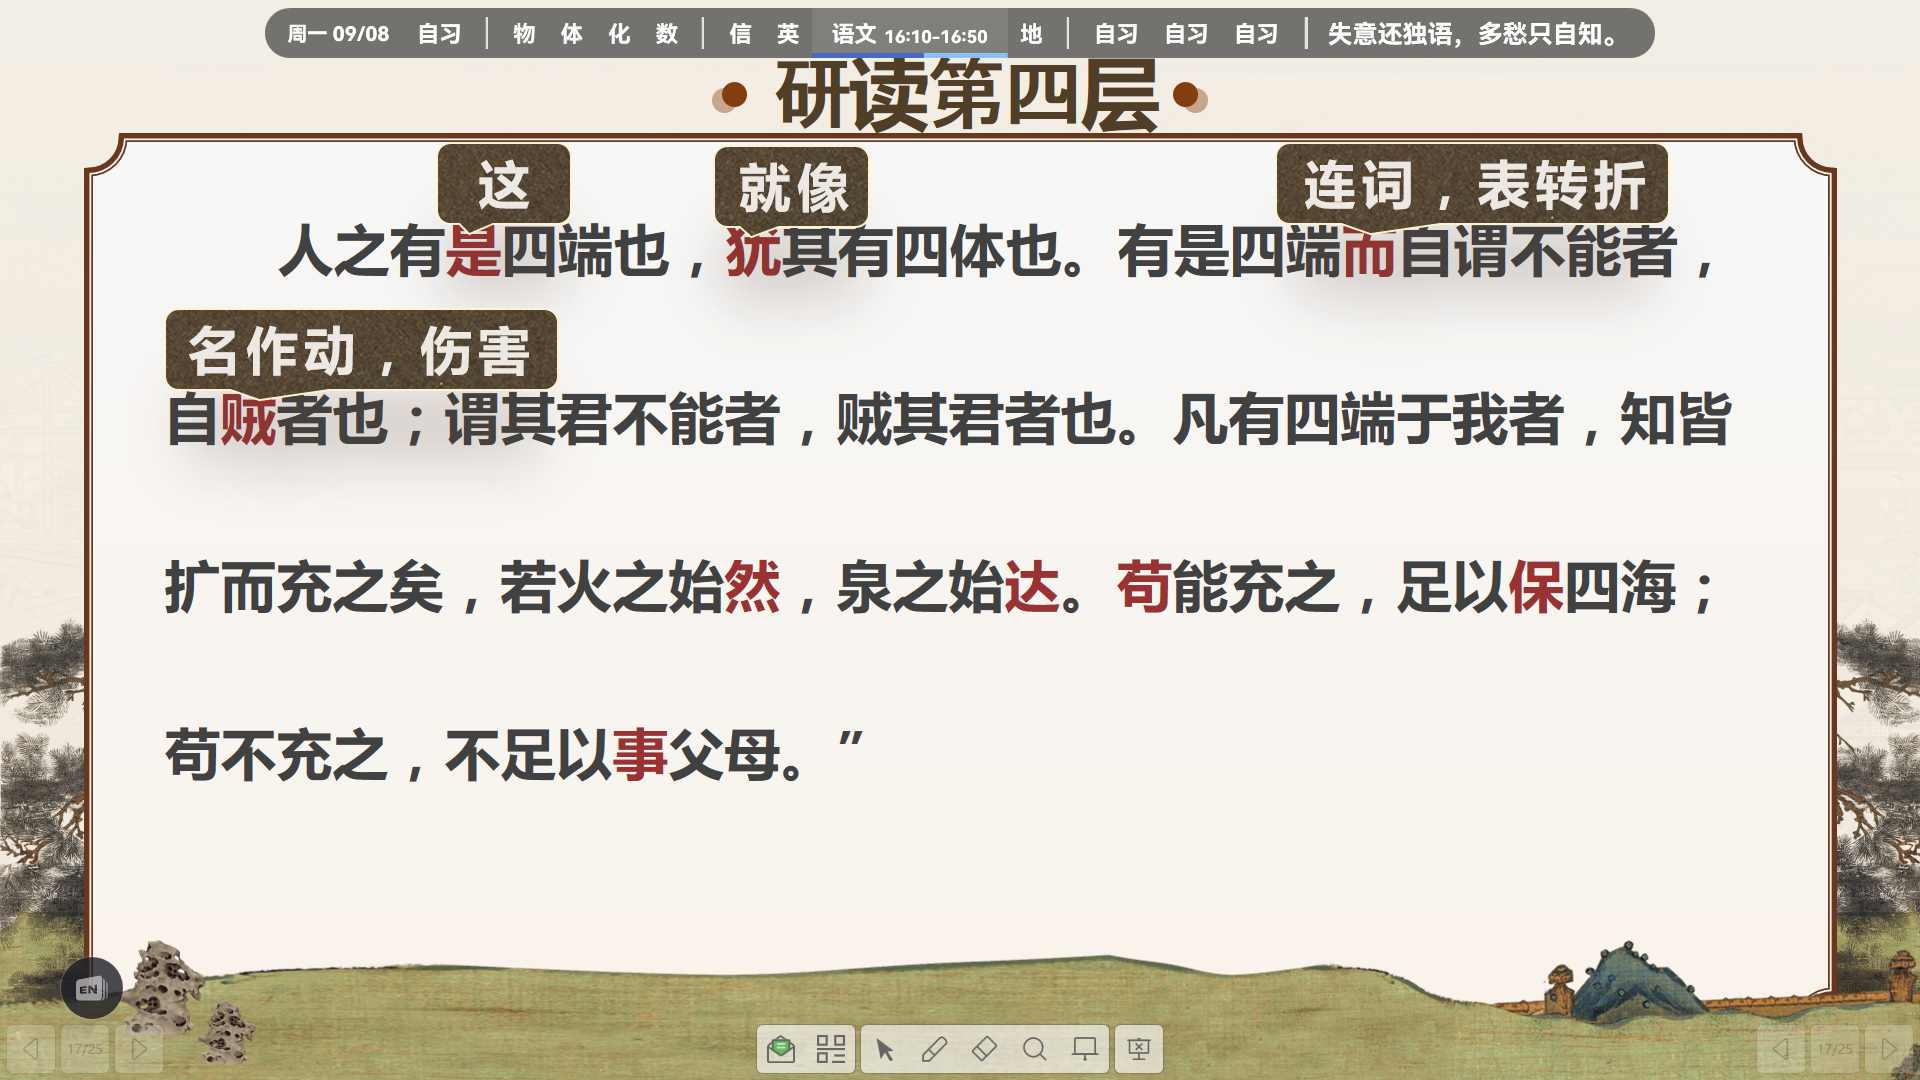 周一 09/08 自习 | 物 体 化 数 | 信 英 语文 16:10-16:50 地 | 自习 自习 自习 | 失意还独语，多愁只自知。
研读第四层
这 就像 连词，表转折
人之有是四端也，犹其有四体也。有是四端而自谓不能者，
名作动，伤害
自贼者也；谓其君不能者，贼其君者也。凡有四端于我者，知皆
扩而充之矣，若火之始然，泉之始达。苟能充之，足以保四海；
苟不充之，不足以事父母。”
EN
17/25 17/25